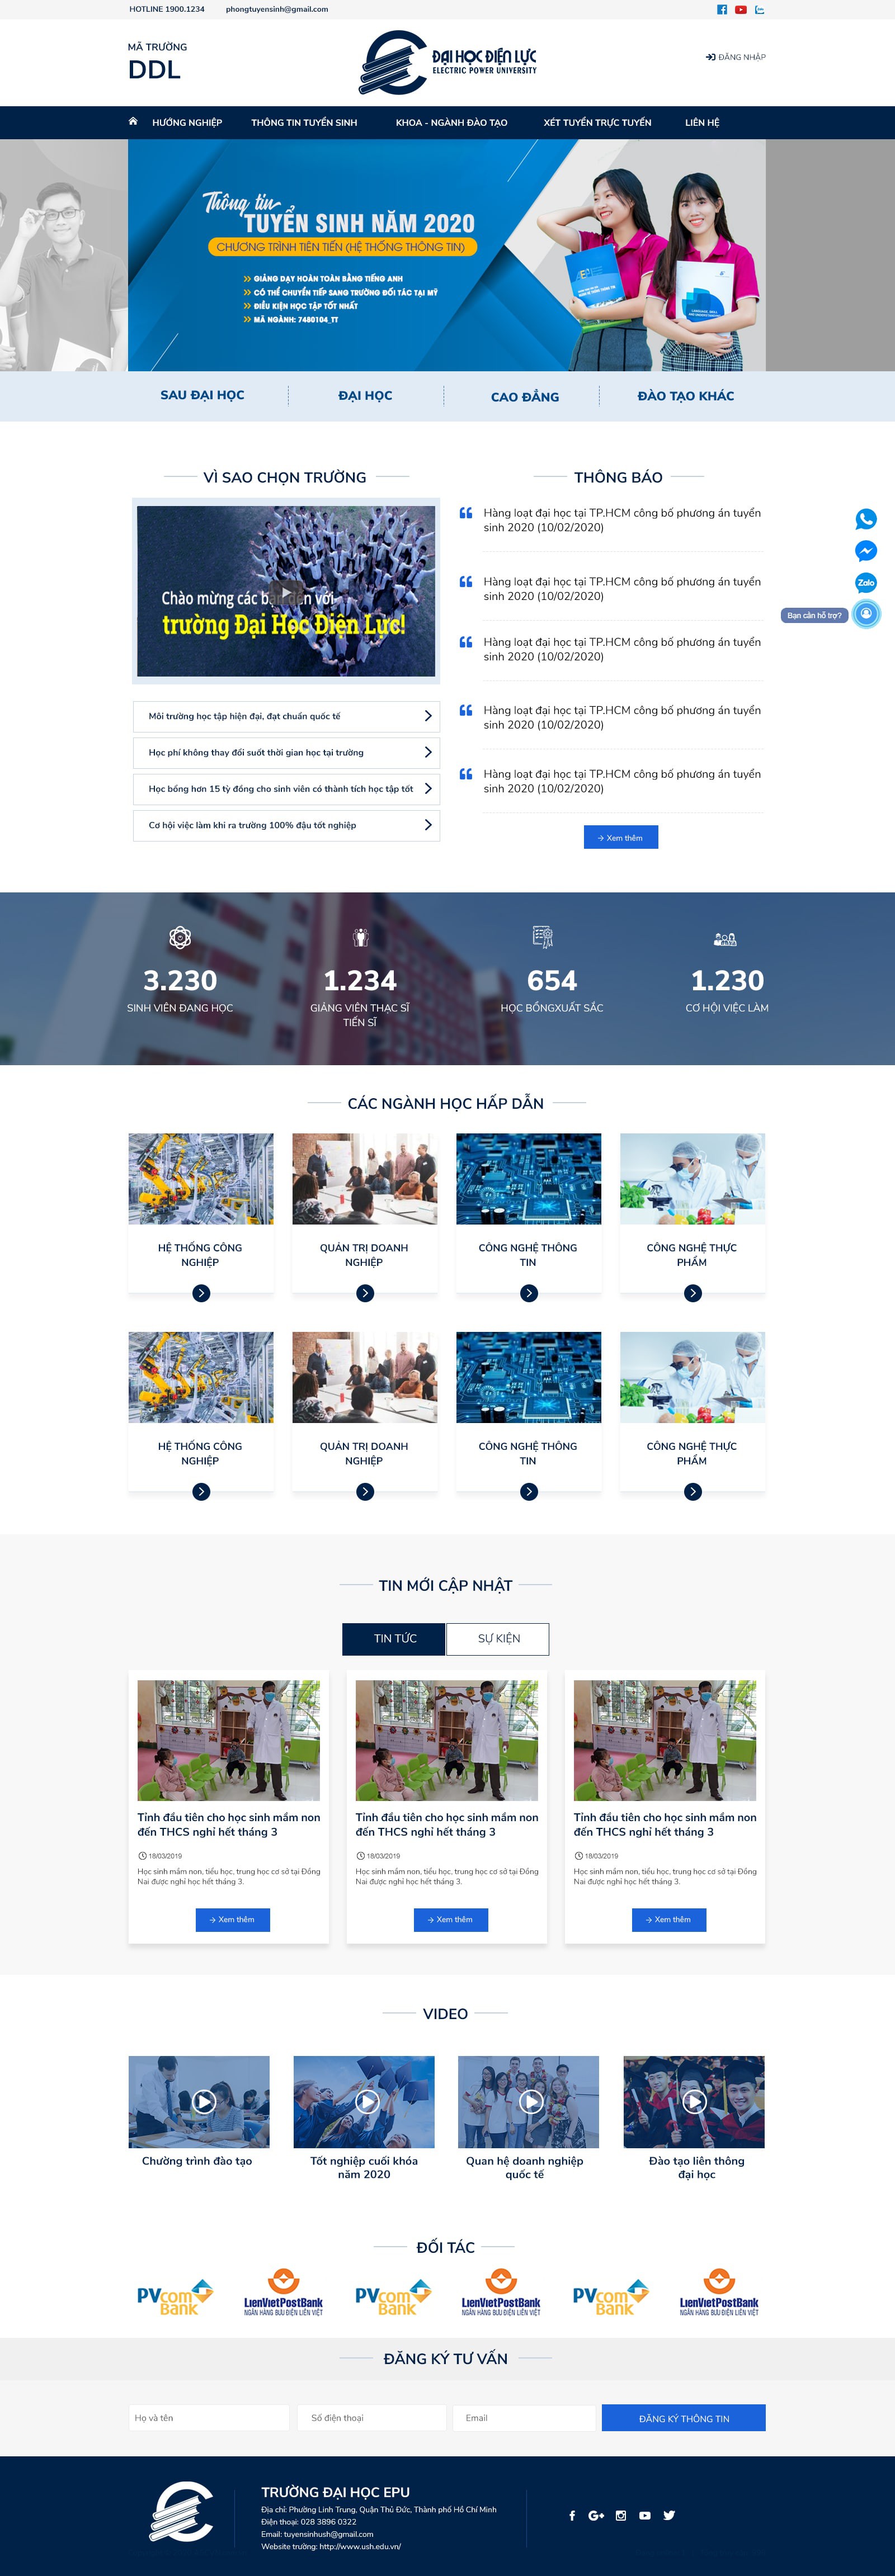 HOTLINE 1900.1234 phongtuyensinh@gmail.com
MÃ TRƯỜNG
DDL
ĐẠI HỌC ĐIỆN LỰC
ELECTRIC POWER UNIVERSITY
ĐĂNG NHẬP
HƯỚNG NGHIỆP THÔNG TIN TUYỂN SINH KHOA - NGÀNH ĐÀO TẠO XÉT TUYỂN TRỰC TUYẾN LIÊN HỆ
Thông tin
TUYỂN SINH NĂM 2020
CHƯƠNG TRÌNH TIÊN TIẾN (HỆ THỐNG THÔNG TIN)
GIẢNG DẠY HOÀN TOÀN BẰNG TIẾNG ANH
CÓ THỂ CHUYỂN TIẾP SANG TRƯỜNG ĐỐI TÁC TẠI MỸ
ĐIỀU KIỆN HỌC TẬP TỐT NHẤT
MÃ NGÀNH: 7480104_TT
SAU ĐẠI HỌC ĐẠI HỌC CAO ĐẲNG ĐÀO TẠO KHÁC
VÌ SAO CHỌN TRƯỜNG
Chào mừng các bạn đến với
trường Đại Học Điện Lực!
Môi trường học tập hiện đại, đạt chuẩn quốc tế
Học phí không thay đổi suốt thời gian học tại trường
Học bổng hơn 15 tỷ đồng cho sinh viên có thành tích học tập tốt
Cơ hội việc làm khi ra trường 100% đậu tốt nghiệp
THÔNG BÁO
Hàng loạt đại học tại TP.HCM công bố phương án tuyển
sinh 2020 (10/02/2020)
Hàng loạt đại học tại TP.HCM công bố phương án tuyển
sinh 2020 (10/02/2020)
Hàng loạt đại học tại TP.HCM công bố phương án tuyển
sinh 2020 (10/02/2020)
Hàng loạt đại học tại TP.HCM công bố phương án tuyển
sinh 2020 (10/02/2020)
Hàng loạt đại học tại TP.HCM công bố phương án tuyển
sinh 2020 (10/02/2020)
Xem thêm
Zalo
Bạn cần hỗ trợ?
3.230 1.234 654 1.230
SINH VIÊN ĐANG HỌC GIẢNG VIÊN THẠC SĨ HỌC BỔNGXUẤT SẮC CƠ HỘI VIỆC LÀM
TIẾN SĨ
CÁC NGÀNH HỌC HẤP DẪN
HỆ THỐNG CÔNG QUẢN TRỊ DOANH CÔNG NGHỆ THÔNG CÔNG NGHỆ THỰC
NGHIỆP NGHIỆP TIN PHẨM
HỆ THỐNG CÔNG QUẢN TRỊ DOANH CÔNG NGHỆ THÔNG CÔNG NGHỆ THỰC
NGHIỆP NGHIỆP TIN PHẨM
TIN MỚI CẬP NHẬT
TIN TỨC SỰ KIỆN
Tỉnh đầu tiên cho học sinh mầm non
đến THCS nghỉ hết tháng 3
18/03/2019
Học sinh mầm non, tiểu học, trung học cơ sở tại Đồng
Nai được nghỉ học hết tháng 3.
Xem thêm
Tỉnh đầu tiên cho học sinh mầm non
đến THCS nghỉ hết tháng 3
18/03/2019
Học sinh mầm non, tiểu học, trung học cơ sở tại Đồng
Nai được nghỉ học hết tháng 3.
Xem thêm
Tỉnh đầu tiên cho học sinh mầm non
đến THCS nghỉ hết tháng 3
18/03/2019
Học sinh mầm non, tiểu học, trung học cơ sở tại Đồng
Nai được nghỉ học hết tháng 3.
Xem thêm
VIDEO
Chường trình đào tạo Tốt nghiệp cuối khóa Quan hệ doanh nghiệp Đào tạo liên thông
năm 2020 quốc tế đại học
ĐỐI TÁC
PVcom Bank
LienVietPostBank
NGÂN HÀNG BƯU ĐIỆN LIÊN VIỆT
PVcom Bank
LienVietPostBank
NGÂN HÀNG BƯU ĐIỆN LIÊN VIỆT
PVcom Bank
LienVietPostBank
NGÂN HÀNG BƯU ĐIỆN LIÊN VIỆT
ĐĂNG KÝ TƯ VẤN
Họ và tên Số điện thoại Email ĐĂNG KÝ THÔNG TIN
TRƯỜNG ĐẠI HỌC EPU
Địa chỉ: Phường Linh Trung, Quận Thủ Đức, Thành phố Hồ Chí Minh
Điện thoại: 028 3896 0322
Email: tuyensinhush@gmail.com
Website trường: http://www.ush.edu.vn/